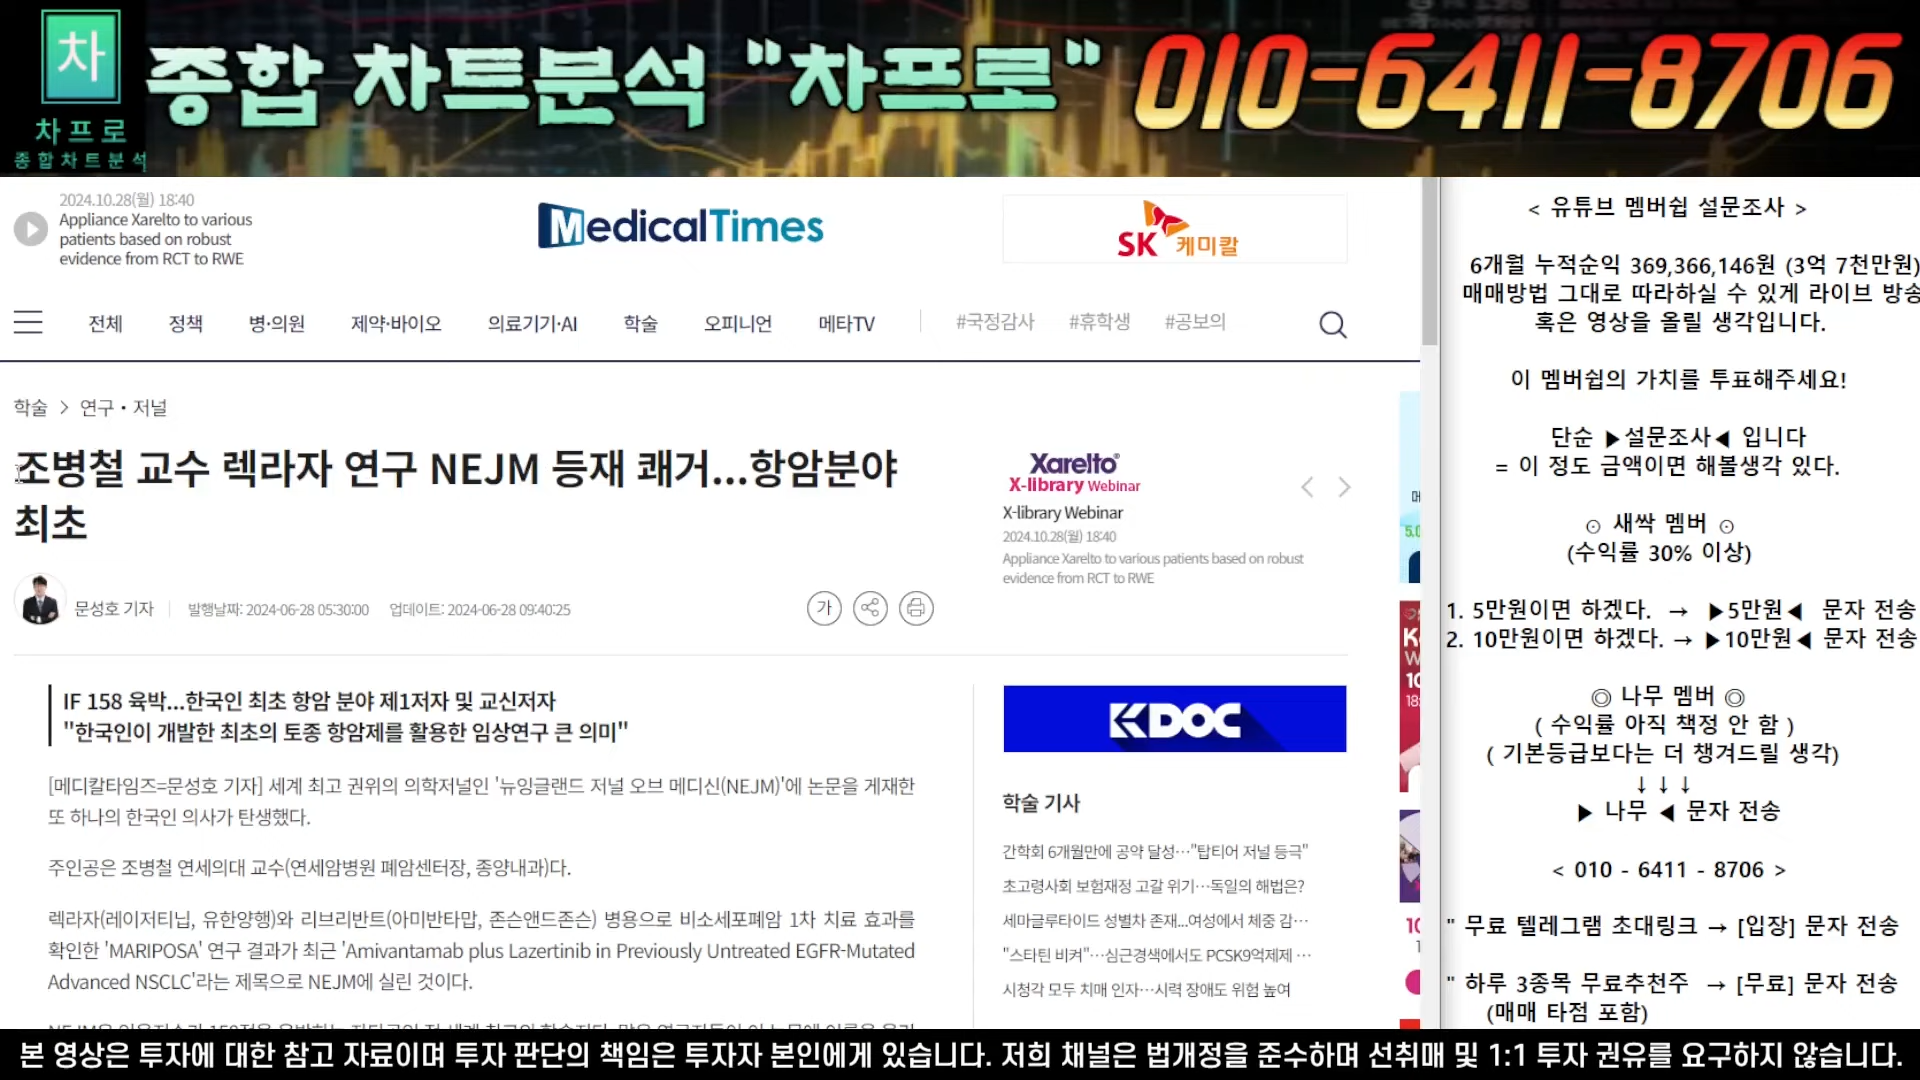 차
차프로
종합차트분석
종합 차트분석 "차프로" 010-6411-8706
2024.10.28(월) 18:40
Appliance Xarelto to various
patients based on robust
evidence from RCT to RWE
MedicalTimes
SK 케미칼
전체 정책 병·의원 제약·바이오 의료기기·AI 학술 오피니언 메타TV #국정감사 #휴학생 #공보의
학술 > 연구·저널
조병철 교수 렉라자 연구 NEJM 등재 쾌거...항암분야
최초
문성호 기자 발행날짜: 2024-06-28 05:30:00 업데이트: 2024-06-28 09:40:25
가
IF 158 육박...한국인 최초 항암 분야 제1저자 및 교신저자
"한국인이 개발한 최초의 토종 항암제를 활용한 임상연구 큰 의미"
[메디칼타임즈=문성호 기자] 세계 최고 권위의 의학저널인 '뉴잉글랜드 저널 오브 메디신(NEJM)'에 논문을 게재한
또 하나의 한국인 의사가 탄생했다.
주인공은 조병철 연세의대 교수(연세암병원 폐암센터장, 종양내과)다.
렉라자(레이저티닙, 유한양행)와 리브리반트(아미반타맙, 존슨앤드존슨) 병용으로 비소세포폐암 1차 치료 효과를
확인한 'MARIPOSA' 연구 결과가 최근 'Amivantamab plus Lazertinib in Previously Untreated EGFR-Mutated
Advanced NSCLC'라는 제목으로 NEJM에 실린 것이다.
Xarelto®
X-library Webinar
X-library Webinar
2024.10.28(월) 18:40
Appliance Xarelto to various patients based on robust
evidence from RCT to RWE
KDOC
학술 기사
간학회 6개월만에 공약 달성…"탑티어 저널 등극"
초고령사회 보험재정 고갈 위기…독일의 해법은?
세마글루타이드 성별차 존재...여성에서 체중 감…
"스타틴 비켜"…심근경색에서도 PCSK9억제제 …
시청각 모두 치매 인자…시력 장애도 위험 높여
< 유튜브 멤버쉽 설문조사 >
6개월 누적순익 369,366,146원 (3억 7천만원)
매매방법 그대로 따라하실 수 있게 라이브 방송
혹은 영상을 올릴 생각입니다.
이 멤버쉽의 가치를 투표해주세요!
단순 ▶설문조사◀ 입니다
= 이 정도 금액이면 해볼생각 있다.
⊙ 새싹 멤버 ⊙
(수익률 30% 이상)
1. 5만원이면 하겠다. → ▶5만원◀ 문자 전송
2. 10만원이면 하겠다. → ▶10만원◀ 문자 전송
◎ 나무 멤버 ◎
( 수익률 아직 책정 안 함 )
( 기본등급보다는 더 챙겨드릴 생각)
↓ ↓ ↓
▶ 나무 ◀ 문자 전송
< 010 - 6411 - 8706 >
" 무료 텔레그램 초대링크 → [입장] 문자 전송
" 하루 3종목 무료추천주 → [무료] 문자 전송
(매매 타점 포함)
본 영상은 투자에 대한 참고 자료이며 투자 판단의 책임은 투자자 본인에게 있습니다. 저희 채널은 법개정을 준수하며 선취매 및 1:1 투자 권유를 요구하지 않습니다.